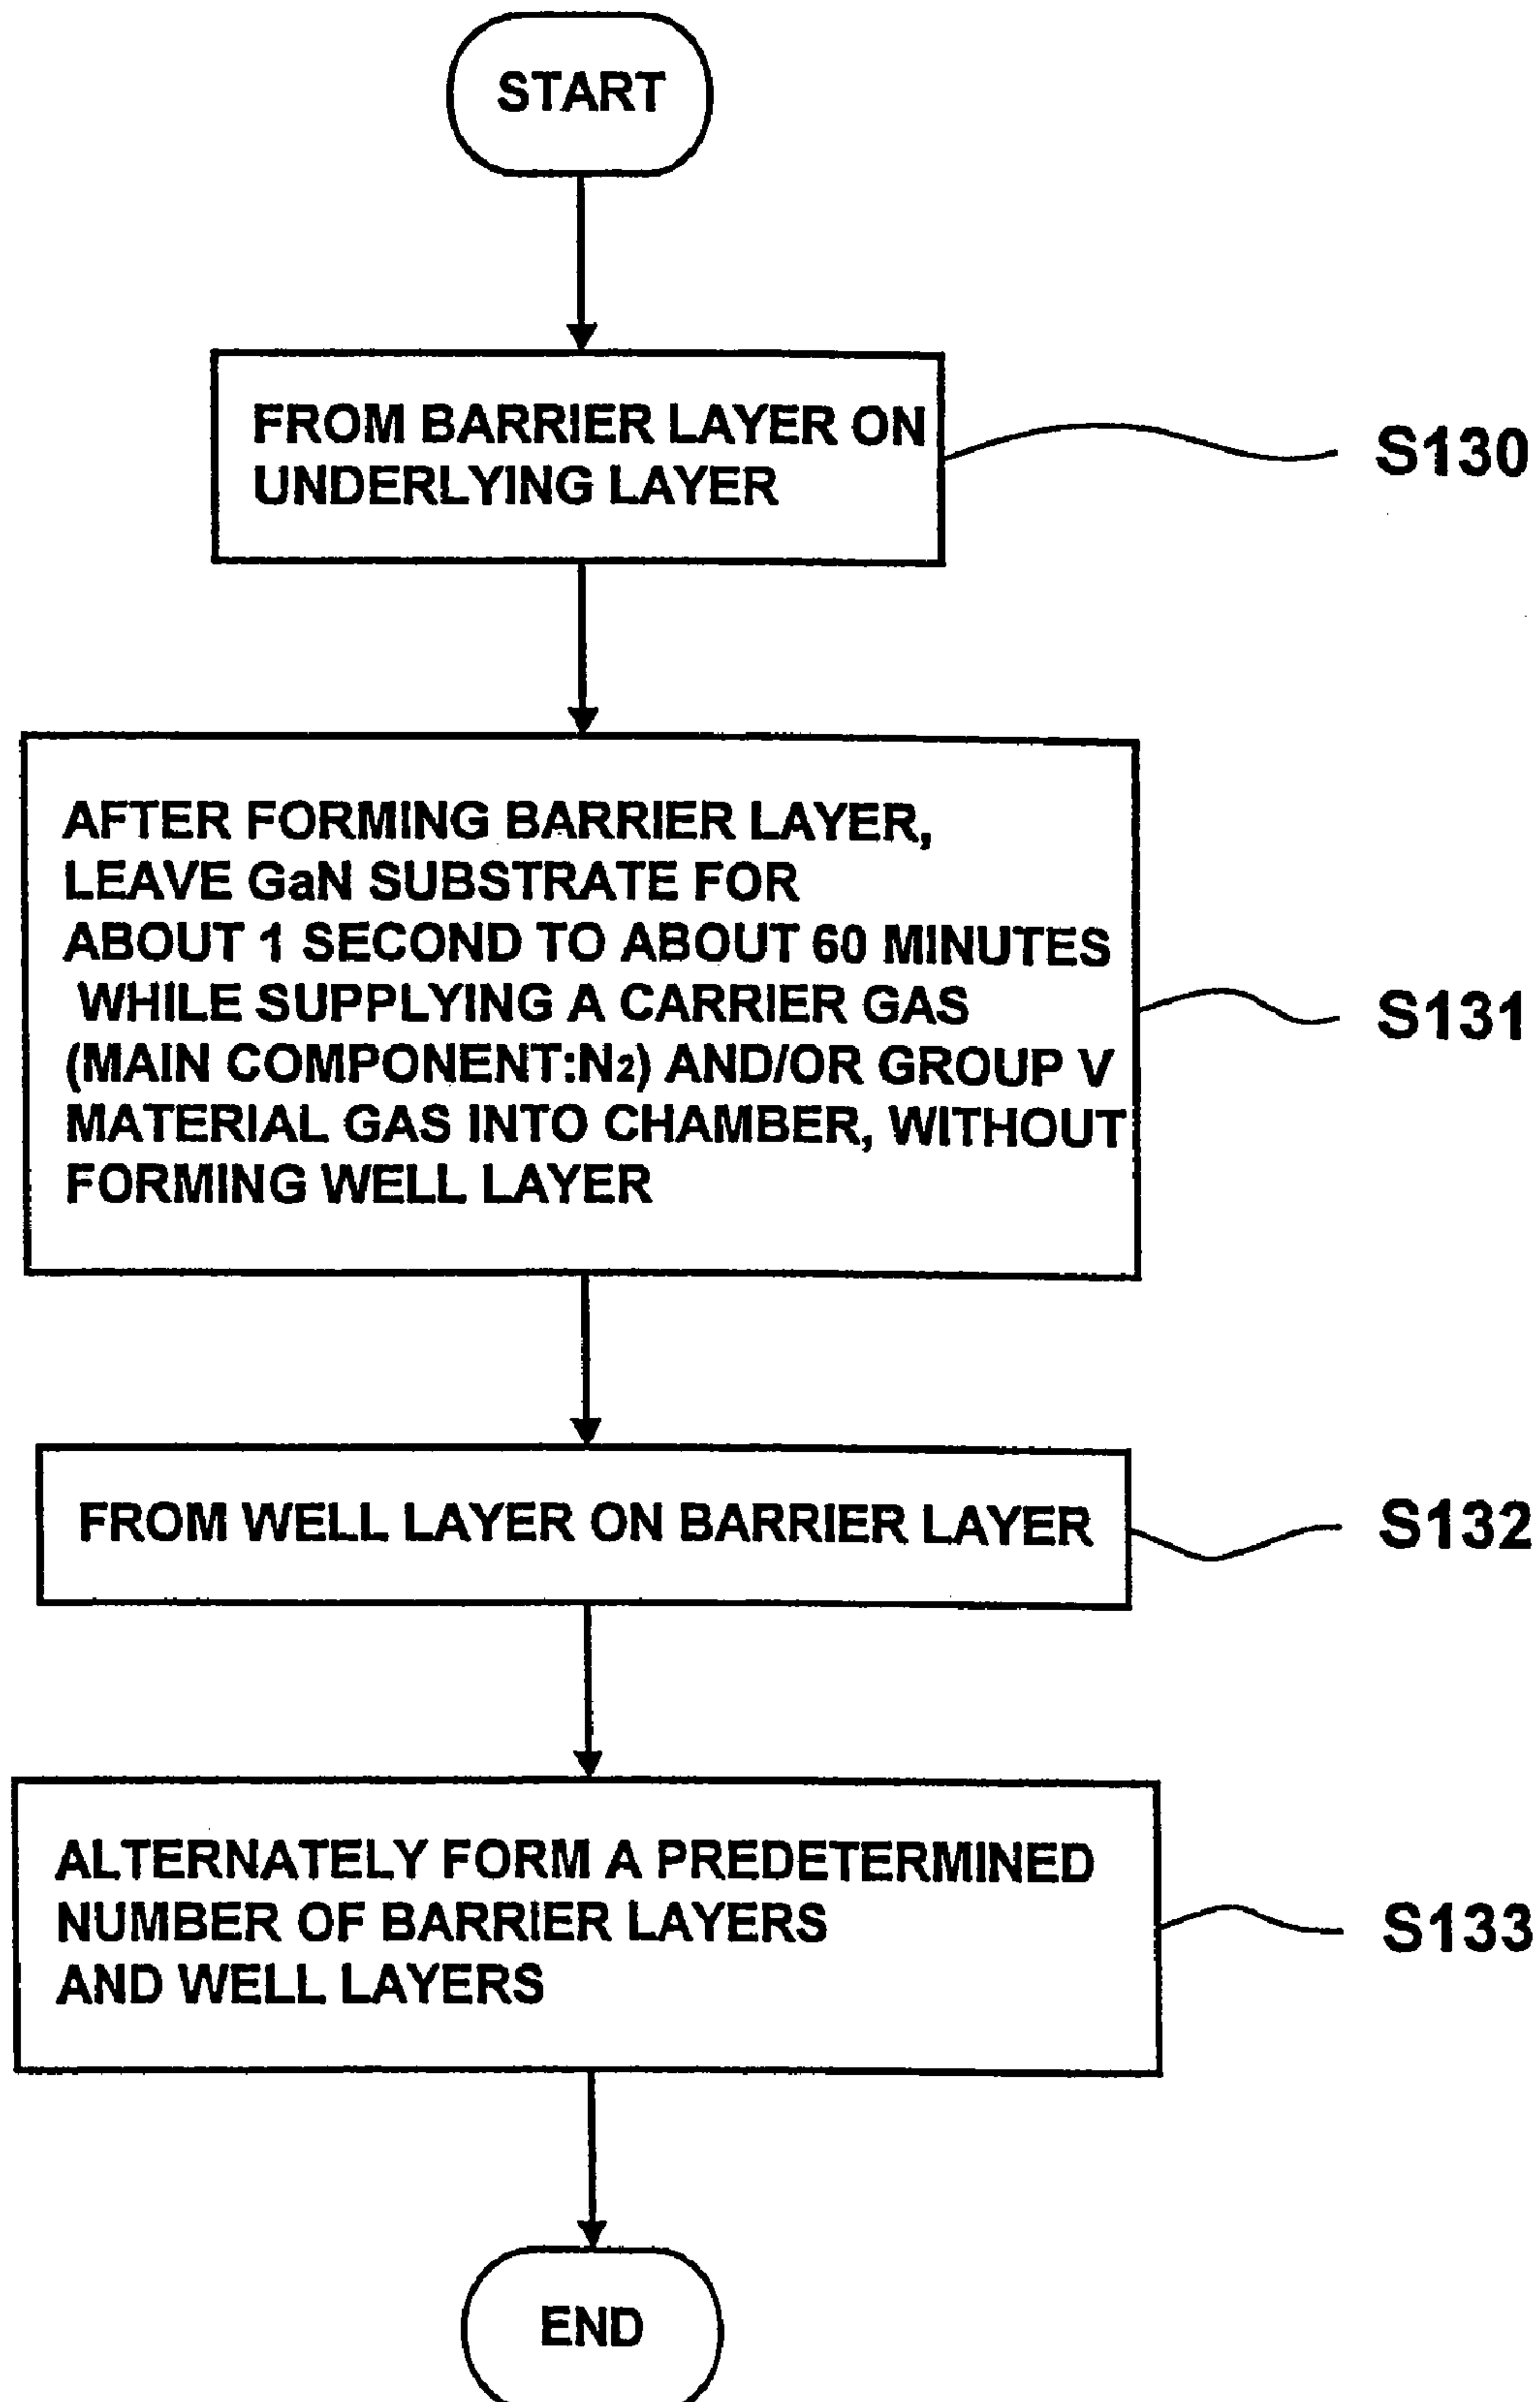 START
FROM BARRIER LAYER ON
UNDERLYING LAYER
S130
AFTER FORMING BARRIER LAYER,
LEAVE GaN SUBSTRATE FOR
ABOUT 1 SECOND TO ABOUT 60 MINUTES
WHILE SUPPLYING A CARRIER GAS
(MAIN COMPONENT:N₂) AND/OR GROUP V
MATERIAL GAS INTO CHAMBER, WITHOUT
FORMING WELL LAYER
S131
FROM WELL LAYER ON BARRIER LAYER
S132
ALTERNATELY FORM A PREDETERMINED
NUMBER OF BARRIER LAYERS
AND WELL LAYERS
S133
END